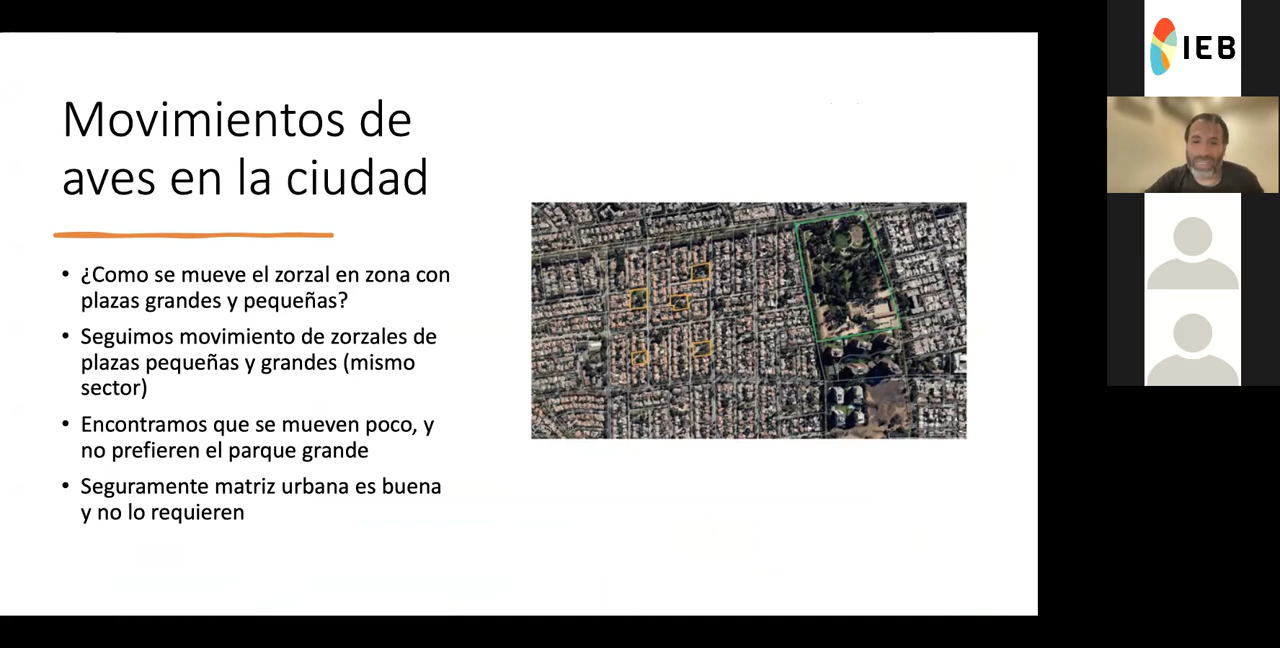 Movimientos de
aves en la ciudad
• ¿Como se mueve el zorzal en zona con
plazas grandes y pequeñas?
• Seguimos movimiento de zorzales de
plazas pequeñas y grandes (mismo
sector)
• Encontramos que se mueven poco, y
no prefieren el parque grande
• Seguramente matriz urbana es buena
y no lo requieren
IEB